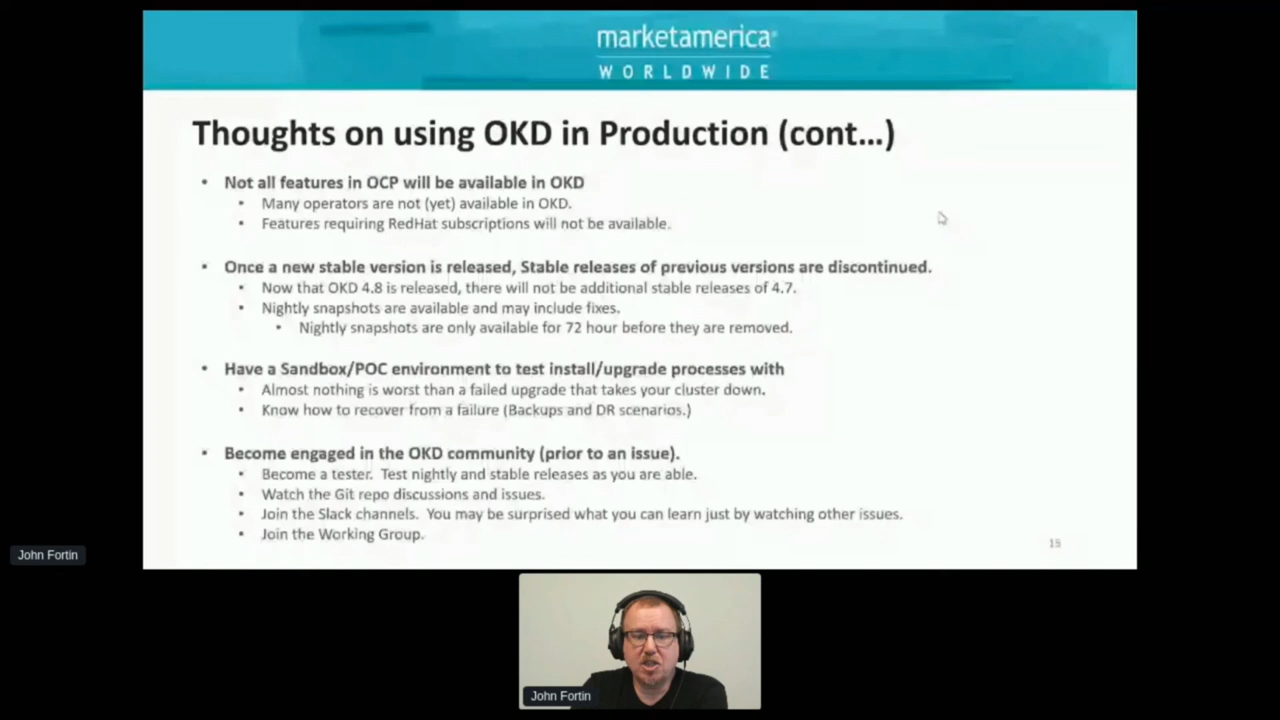 marketamerica®
WORLDWIDE
Thoughts on using OKD in Production (cont...)
• Not all features in OCP will be available in OKD
• Many operators are not (yet) available in OKD.
• Features requiring RedHat subscriptions will not be available.
• Once a new stable version is released, Stable releases of previous versions are discontinued.
• Now that OKD 4.8 is released, there will not be additional stable releases of 4.7.
• Nightly snapshots are available and may include fixes.
• Nightly snapshots are only available for 72 hour before they are removed.
• Have a Sandbox/POC environment to test install/upgrade processes with
• Almost nothing is worst than a failed upgrade that takes your cluster down.
• Know how to recover from a failure (Backups and DR scenarios.)
• Become engaged in the OKD community (prior to an issue).
• Become a tester. Test nightly and stable releases as you are able.
• Watch the Git repo discussions and issues.
• Join the Slack channels. You may be surprised what you can learn just by watching other issues.
• Join the Working Group.
15
John Fortin
John Fortin